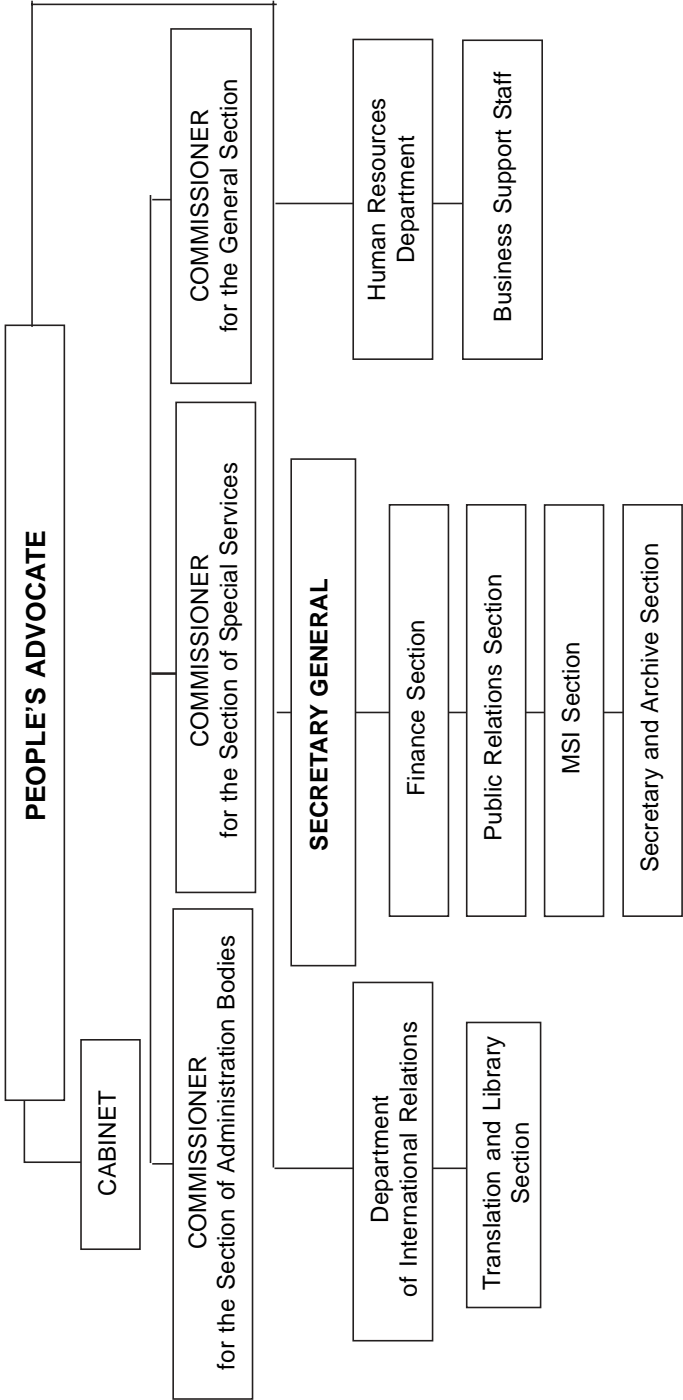 PEOPLE'S ADVOCATE
CABINET
COMMISSIONER
for the Section of Administration Bodies
COMMISSIONER
for the Section of Special Services
COMMISSIONER
for the General Section
SECRETARY GENERAL
Department
of International Relations
Translation and Library
Section
Finance Section
Public Relations Section
MSI Section
Secretary and Archive Section
Human Resources
Department
Business Support Staff